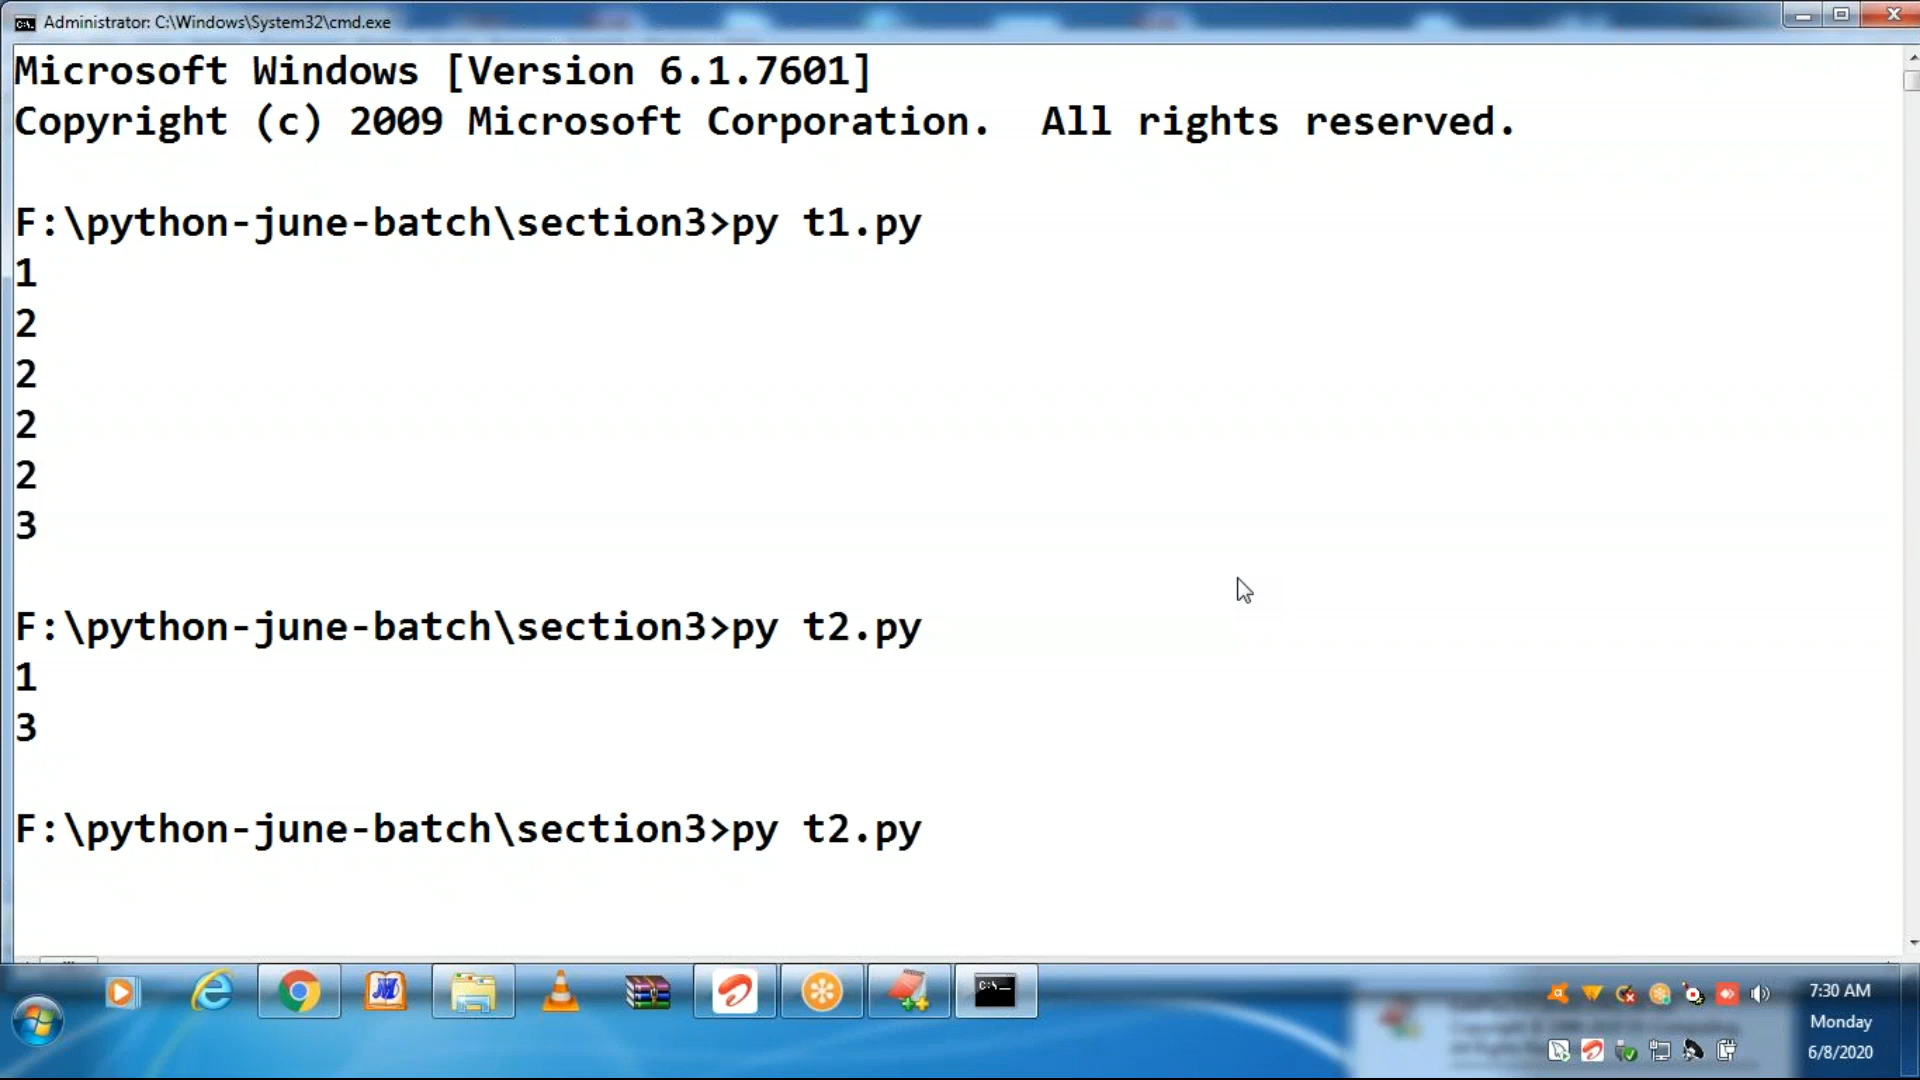 Administrator: C:\Windows\System32\cmd.exe
Microsoft Windows [Version 6.1.7601]
Copyright (c) 2009 Microsoft Corporation.  All rights reserved.
F:\python-june-batch\section3>py t1.py
1
2
2
2
2
3
F:\python-june-batch\section3>py t2.py
1
3
F:\python-june-batch\section3>py t2.py
7:30 AM
Monday
6/8/2020